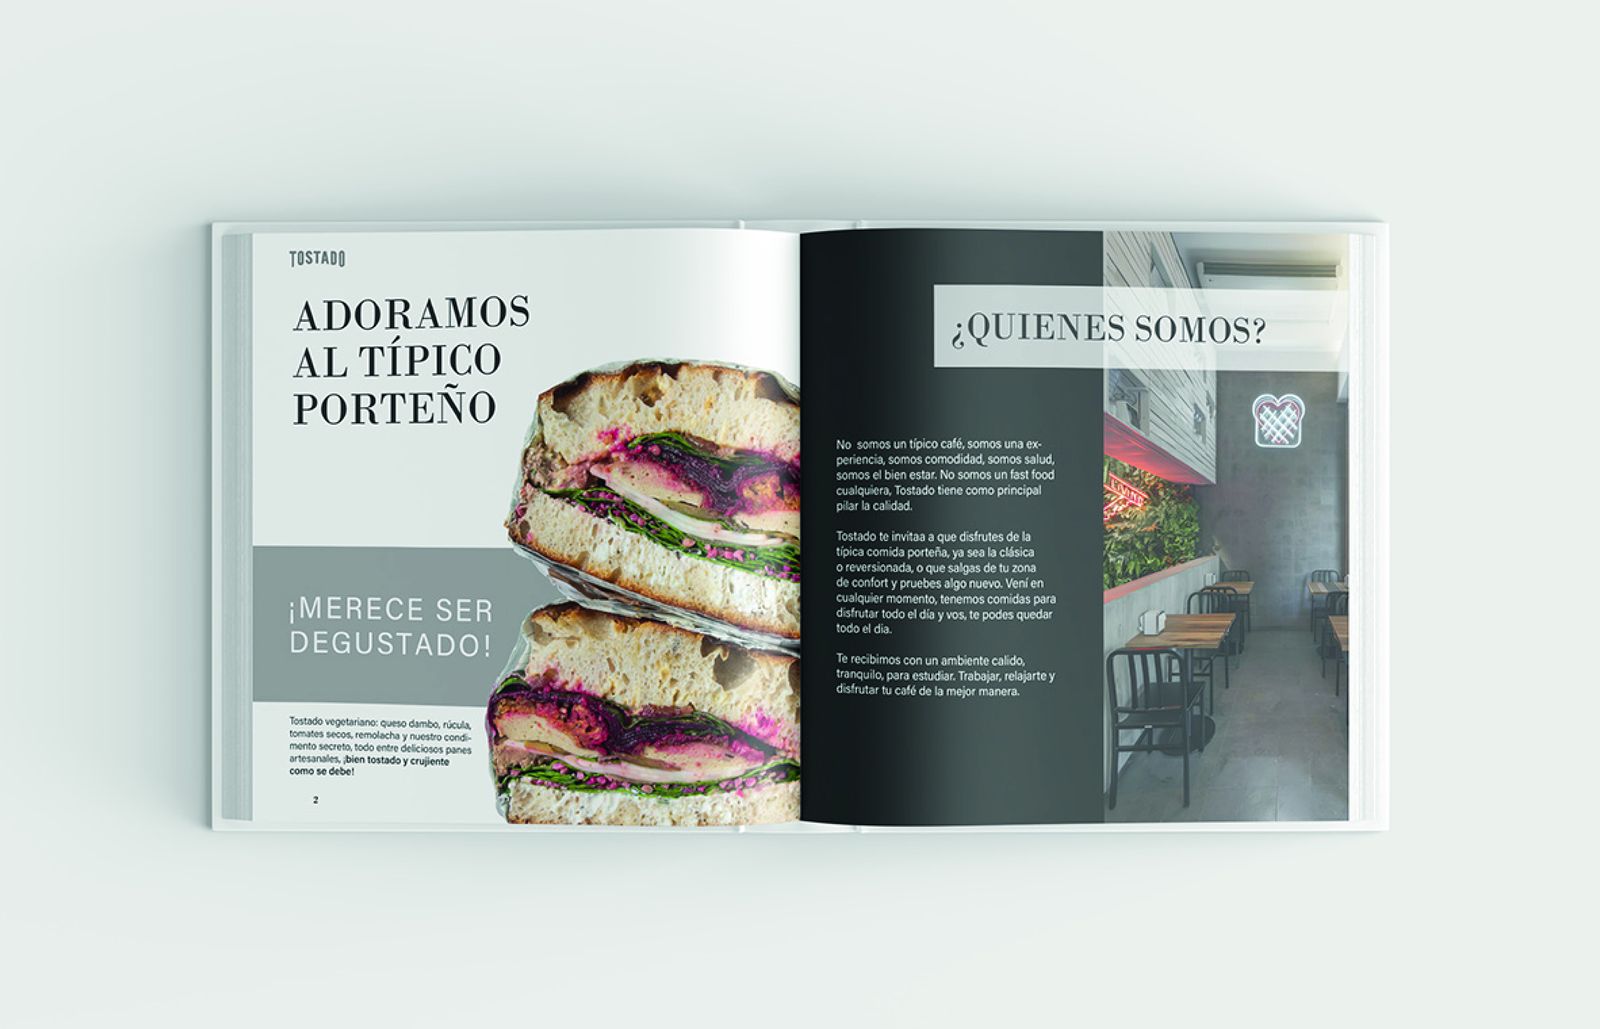 TOSTADO
ADORAMOS
AL TÍPICO
PORTEÑO
¡MERECE SER
DEGUSTADO!
Tostado vegetariano: queso dambo, rúcula,
tomates secos, remolacha y nuestro condi-
mento secreto, todo entre deliciosos panes
artesanales, ¡bien tostado y crujiente
como se debe!
2
¿QUIENES SOMOS?
No somos un típico café, somos una ex-
periencia, somos comodidad, somos salud,
somos el bien estar. No somos un fast food
cualquiera, Tostado tiene como principal
pilar la calidad.
Tostado te invitaa a que disfrutes de la
típica comida porteña, ya sea la clásica
o reversionada, o que salgas de tu zona
de confort y pruebes algo nuevo. Vení en
cualquier momento, tenemos comidas para
disfrutar todo el día y vos, te podes quedar
todo el dia.
Te recibimos con un ambiente calido,
tranquilo, para estudiar. Trabajar, relajarte y
disfrutar tu café de la mejor manera.